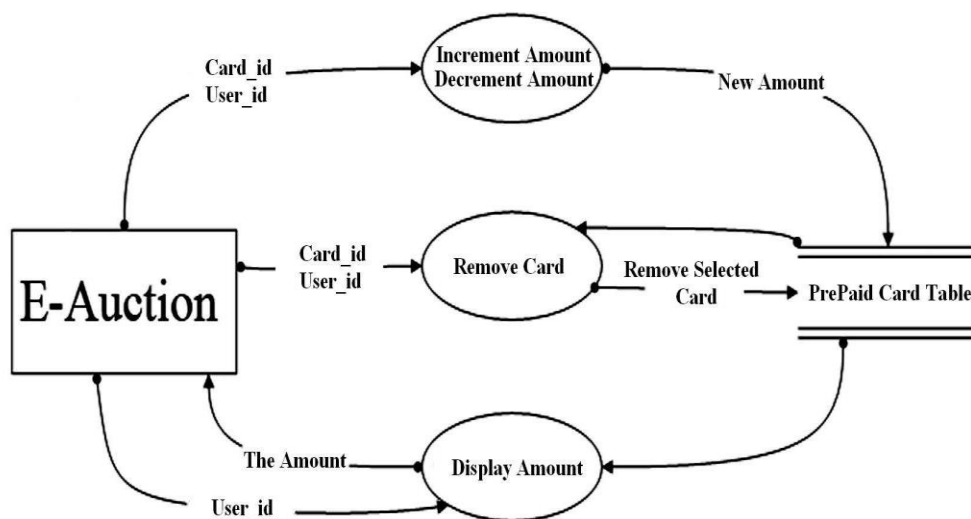 Increment Amount
Decrement Amount
Card_id
User_id
New Amount
E-Auction
Card_id
User_id
Remove Card
Remove Selected
Card
PrePaid Card Table
The Amount
Display Amount
User_id